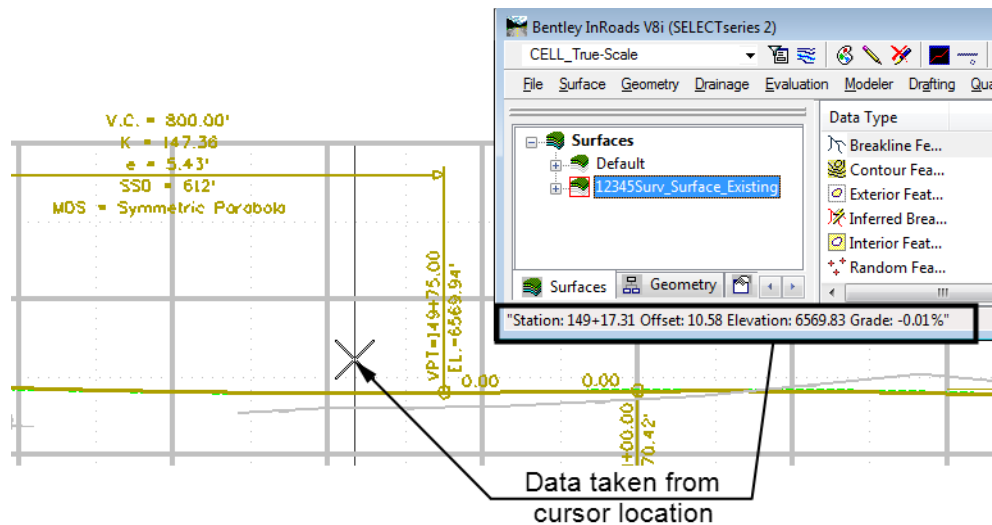 Bentley InRoads V8i (SELECTseries 2)
CELL_True-Scale
File Surface Geometry Drainage Evaluation Modeler Drafting Qua
Surfaces
Default
12345Surv_Surface_Existing
Data Type
Breakline Fe...
Contour Fea...
Exterior Feat...
Inferred Brea...
Interior Feat...
Random Fea...
Surfaces Geometry
"Station: 149+17.31 Offset: 10.58 Elevation: 6569.83 Grade: -0.01%"
V.C. = 800.00'
K = 147.36
e = 5.43'
SSD = 612'
MDS = Symmetric Parabola
VPT=149+75.00
EL.=6569.94'
0.00 0.00
+00.00
70.42'
Data taken from
cursor location